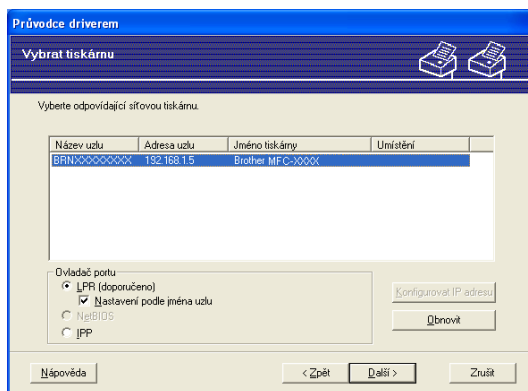 Průvodce driverem
Vybrat tiskárnu
Vyberte odpovídající síťovou tiskárnu.
Název uzlu Adresa uzlu Jméno tiskárny Umístění
BRNXXXXXXXXX 192.168.1.5 Brother MFC-XXXX
Ovladač portu
LPR (doporučeno)
Nastavení podle jména uzlu
NetBIOS
IPP
Konfigurovat IP adresu
Obnovit
Nápověda < Zpět Další > Zrušit